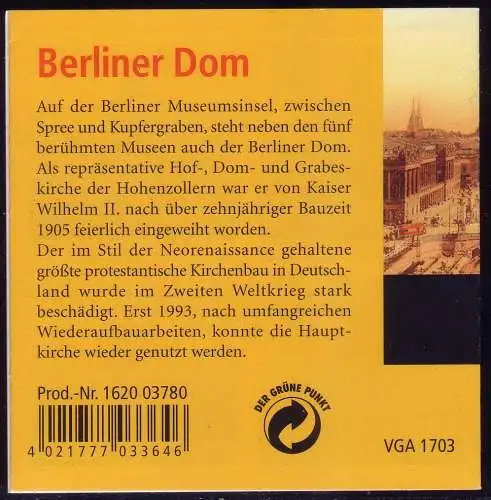 Berliner Dom
Auf der Berliner Museumsinsel, zwischen
Spree und Kupfergraben, steht neben den fünf
berühmten Museen auch der Berliner Dom.
Als repräsentative Hof-, Dom- und Grabes-
kirche der Hohenzollern war er von Kaiser
Wilhelm II. nach über zehnjähriger Bauzeit
1905 feierlich eingeweiht worden.
Der im Stil der Neorenaissance gehaltene
größte protestantische Kirchenbau in Deutsch-
land wurde im Zweiten Weltkrieg stark
beschädigt. Erst 1993, nach umfangreichen
Wiederaufbauarbeiten, konnte die Haupt-
kirche wieder genutzt werden.
Prod.-Nr. 1620 03780
4 021777 033646
DER GRÜNE PUNKT
VGA 1703